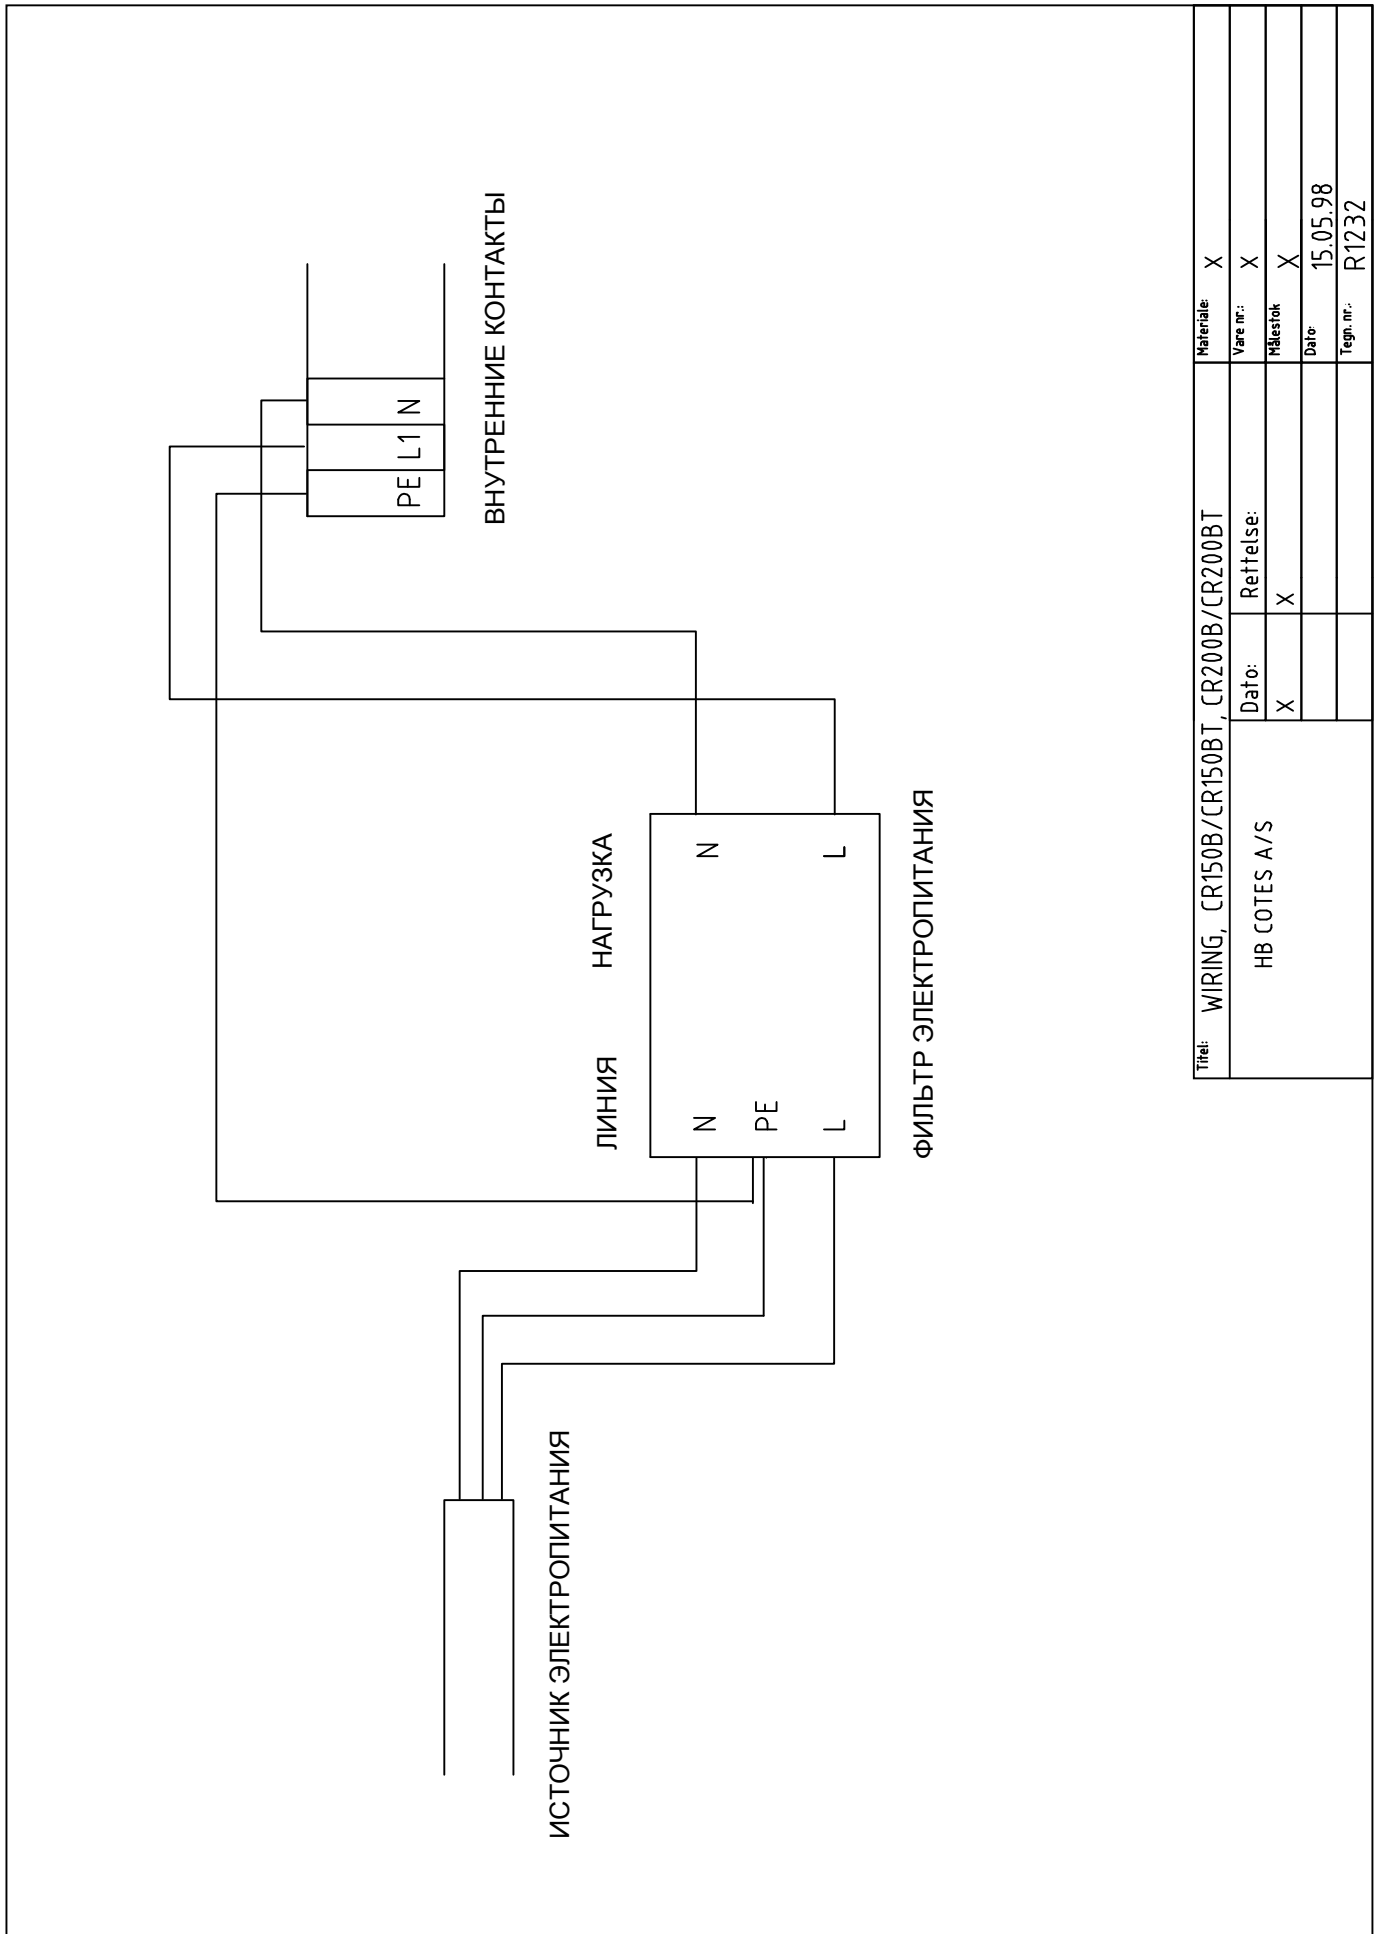 ВНУТРЕННИЕ КОНТАКТЫ
PE L1 N
НАГРУЗКА
ЛИНИЯ
N
L
N
PE
L
ФИЛЬТР ЭЛЕКТРОПИТАНИЯ
ИСТОЧНИК ЭЛЕКТРОПИТАНИЯ
Titel: WIRING, CR150B/CR150BT, CR200B/CR200BT
HB COTES A/S
Dato: Rettelse:
X X
Materiale: X
Vare nr.: X
Målestok X
Dato: 15.05.98
Tegn. nr.: R1232